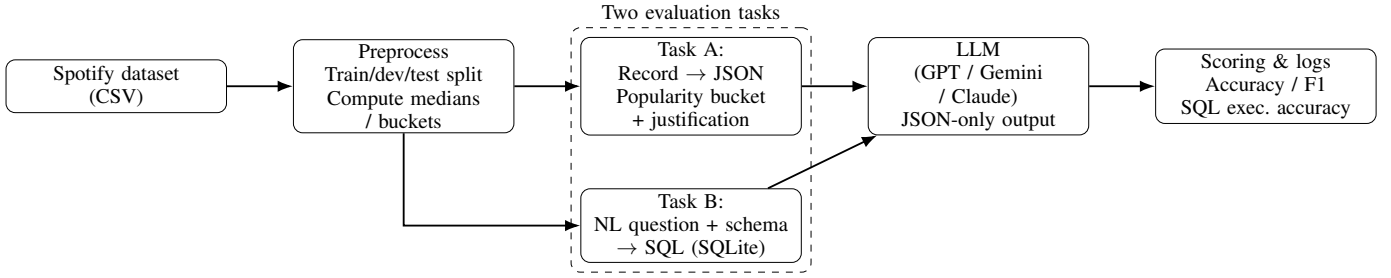 Two evaluation tasks
Spotify dataset
(CSV)
Preprocess
Train/dev/test split
Compute medians
/ buckets
Task A:
Record → JSON
Popularity bucket
+ justification
LLM
(GPT / Gemini
/ Claude)
JSON-only output
Scoring & logs
Accuracy / F1
SQL exec. accuracy
Task B:
NL question + schema
→ SQL (SQLite)